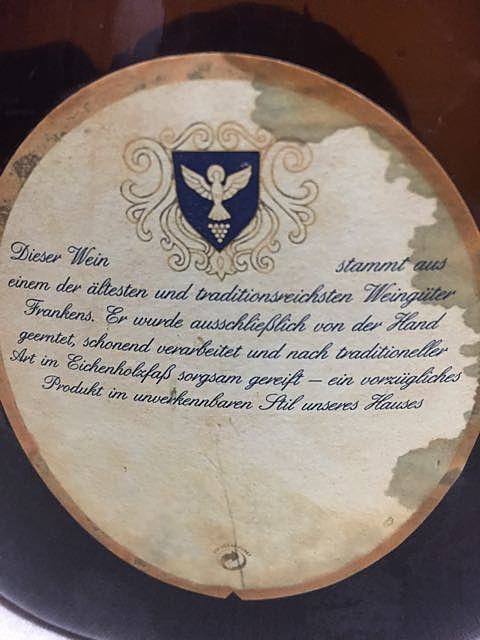 Dieser Wein stammt aus
einem der ältesten und traditionsreichsten Weingüter
Frankens. Er wurde ausschließlich von der Hand
geerntet, schonend verarbeitet und nach traditioneller
Art im Eichenholzfaß sorgsam gereift – ein vorzügliches
Produkt im unverkennbaren Stil unseres Hauses